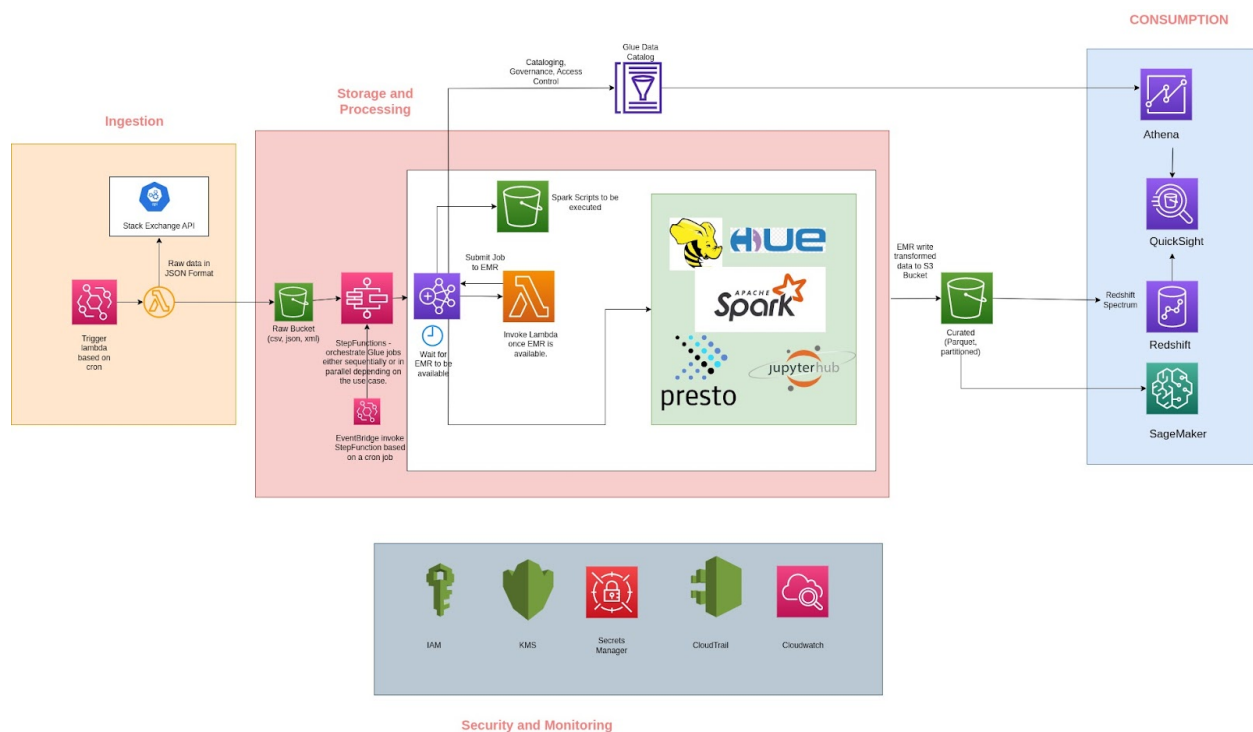 CONSUMPTION
Glue Data
Catalog
Cataloging,
Governance, Access
Control
Storage and
Processing
Ingestion
Athena
Stack Exchange API
Spark Scripts to be
executed
HUE
QuickSight
Raw data in
JSON Format
Submit Job
to EMR
EMR write
transformed
data to S3
Bucket
APACHE
Spark
Redshift
Spectrum
Trigger
lambda
based on
cron
Raw Bucket
(csv, json, xml)
StepFunctions -
orchestrate Glue jobs
either sequentially or in
parallel depending on
the use case.
Wait for
EMR to be
available
Invoke Lambda
once EMR is
available.
Curated
(Parquet,
partitioned)
Redshift
presto
jupyterhub
EventBridge invoke
StepFunction based
on a cron job
SageMaker
IAM
KMS
Secrets
Manager
CloudTrail
Cloudwatch
Security and Monitoring